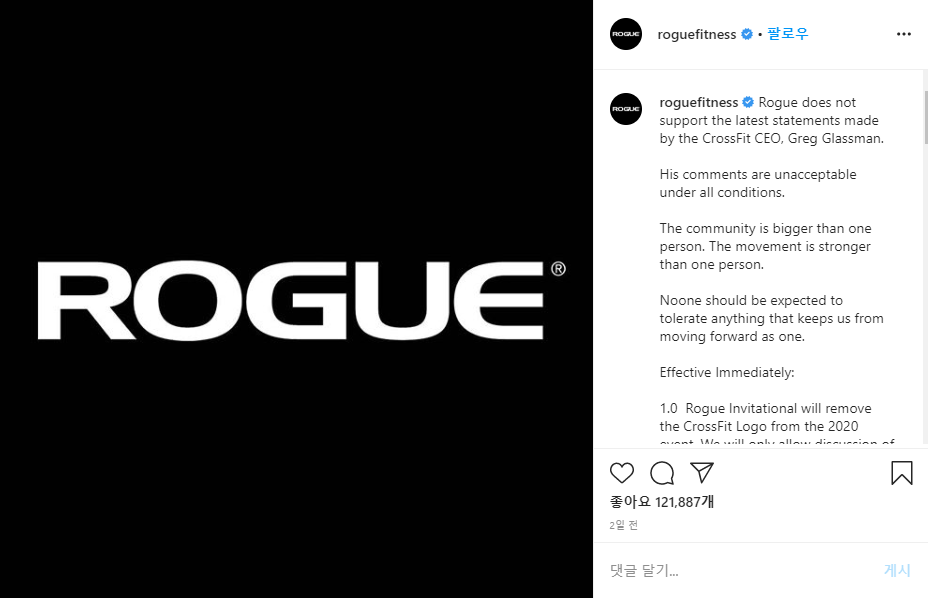 ROGUE®
ROGUE
roguefitness • 팔로우
ROGUE
roguefitness Rogue does not
support the latest statements made
by the CrossFit CEO, Greg Glassman.
His comments are unacceptable
under all conditions.
The community is bigger than one
person. The movement is stronger
than one person.
Noone should be expected to
tolerate anything that keeps us from
moving forward as one.
Effective Immediately:
1.0 Rogue Invitational will remove
the CrossFit Logo from the 2020
event. We will only allow discussion of
좋아요 121,887개
2일 전
댓글 달기...
게시